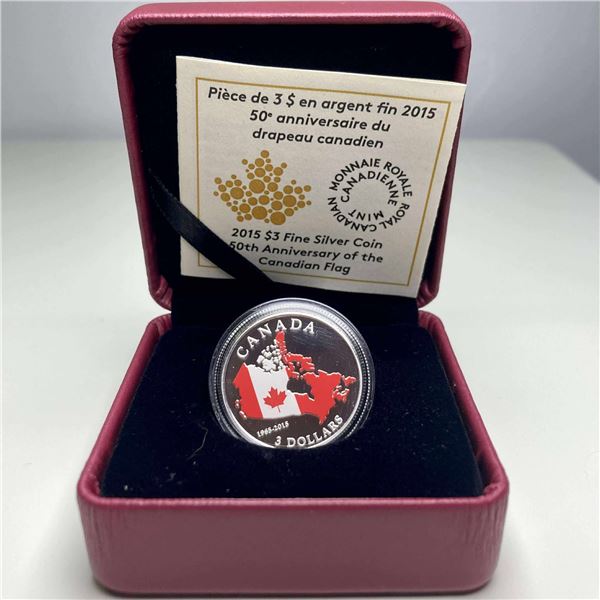 Pièce de 3 $ en argent fin 2015
50e anniversaire du
drapeau canadien
MONNAIE ROYALE CANADIENNE
ROYAL CANADIAN MINT
2015 $3 Fine Silver Coin
50th Anniversary of the
Canadian Flag
CANADA
1965-2015
3 DOLLARS